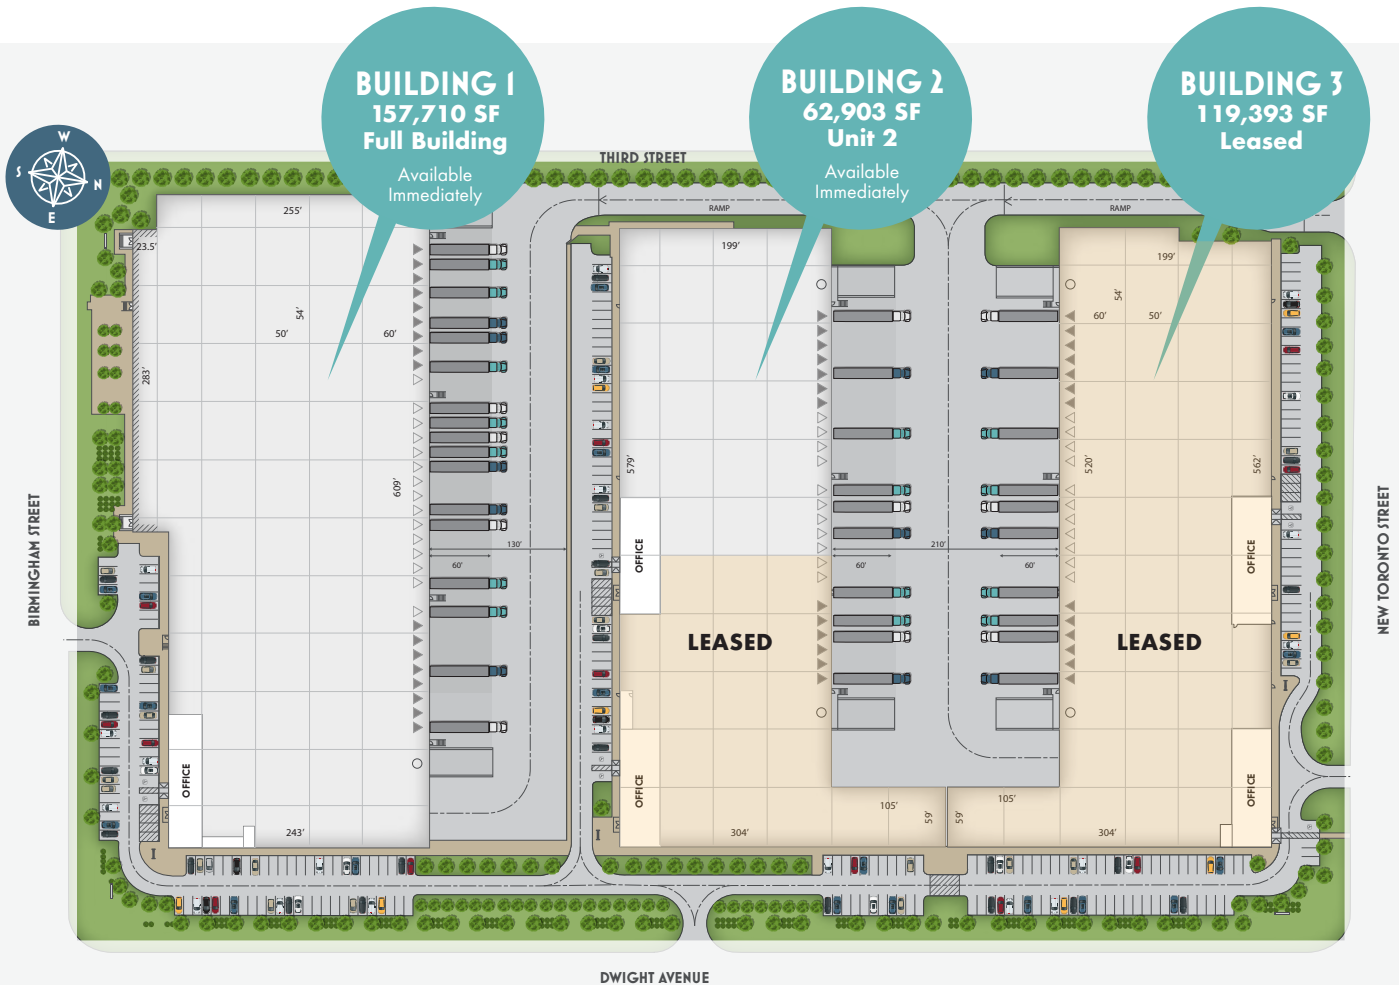 BUILDING 1
157,710 SF
Full Building
Available
Immediately
BUILDING 2
62,903 SF
Unit 2
Available
Immediately
BUILDING 3
119,393 SF
Leased
W
S
N
E
THIRD STREET
RAMP
RAMP
255'
23.5'
54'
50'
60'
283'
609'
130'
60'
243'
OFFICE
199'
579'
OFFICE
LEASED
OFFICE
304'
105'
59'
210'
60'
60'
199'
54'
60'
50'
520'
562'
OFFICE
LEASED
OFFICE
105'
59'
304'
BIRMINGHAM STREET
NEW TORONTO STREET
DWIGHT AVENUE